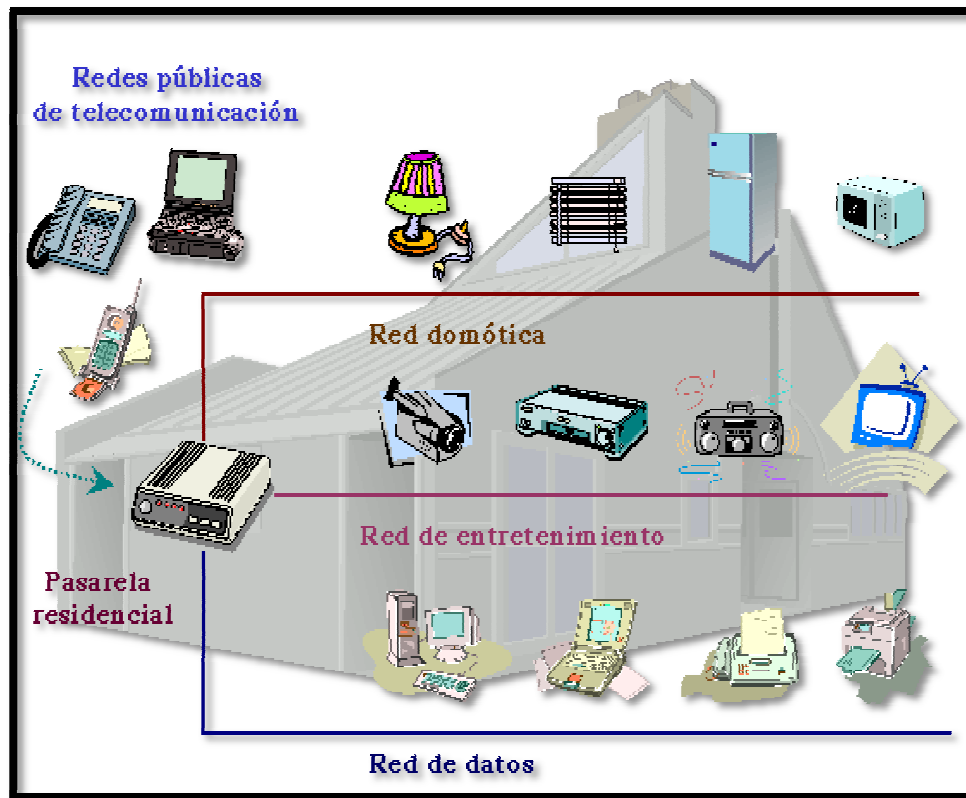 Redes públicas
de telecomunicación
Red domótica
Red de entretenimiento
Pasarela
residencial
Red de datos